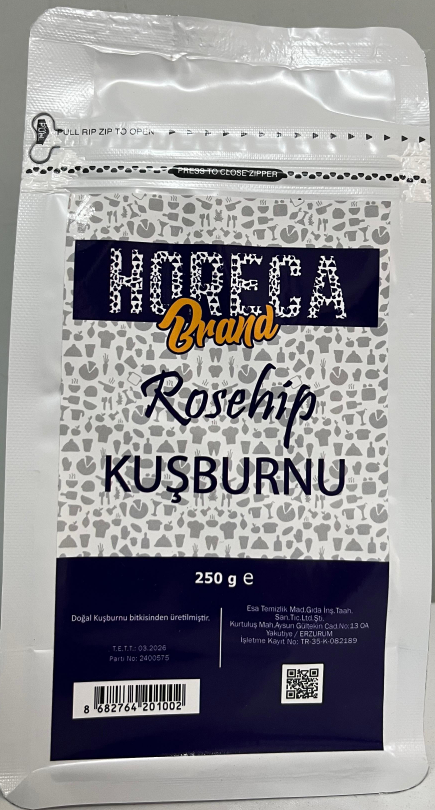 PULL RIP ZIP TO OPEN
PRESS TO CLOSE ZIPPER
HORECA
Brand
Rosehip
KUŞBURNU
250 g e
Doğal Kuşburnu bitkisinden üretilmiştir.
T.E.T.T.: 03.2026
Parti No: 2400575
Esa Temizlik Mad.Gıda İnş.Taah.
San.Tic.Ltd.Şti.
Kurtuluş Mah.Aysun Gültekin Cad.No:13 OA
Yakutiye / ERZURUM
İşletme Kayıt No: TR-35-K-082189
8 682764 201002